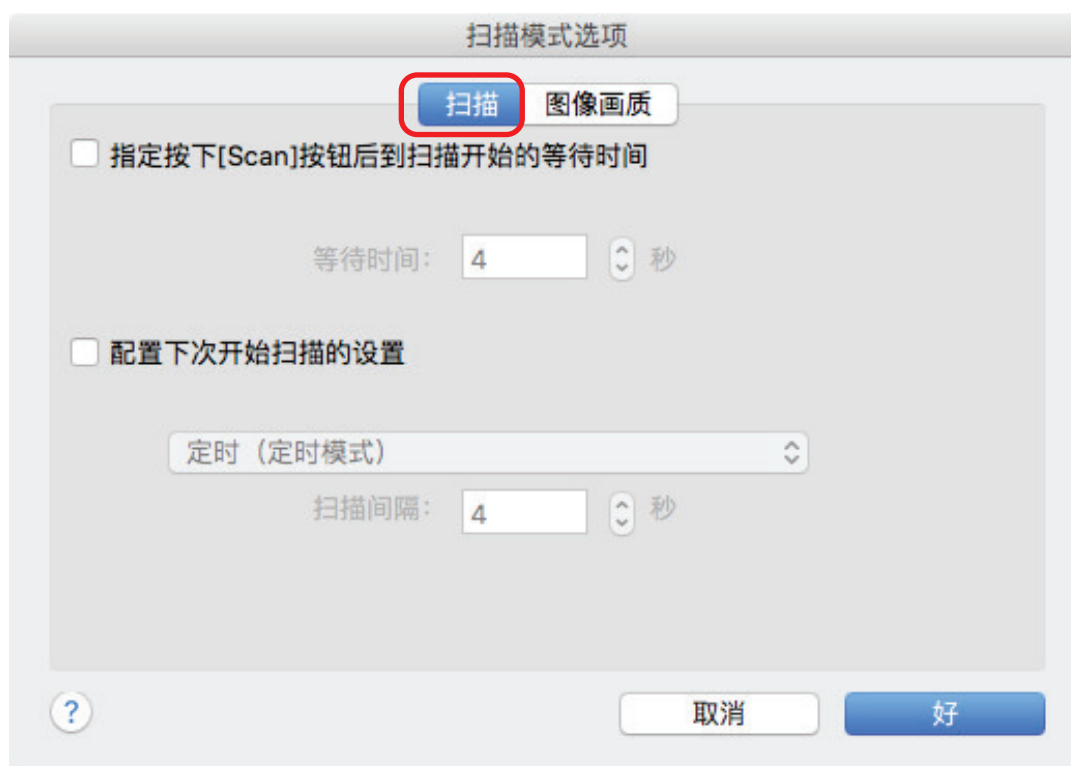 扫描模式选项
扫描 图像画质
指定按下[Scan]按钮后到扫描开始的等待时间
等待时间: 4 秒
配置下次开始扫描的设置
定时（定时模式）
扫描间隔: 4 秒
? 取消 好